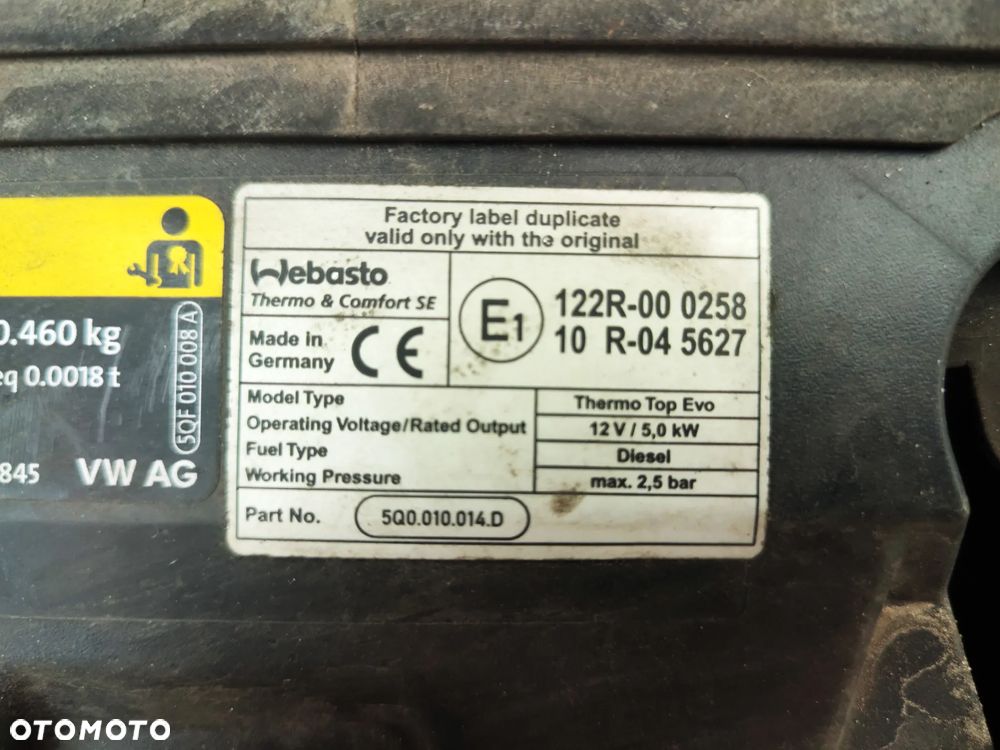 Factory label duplicate
valid only with the original
Webasto
Thermo & Comfort SE
Made in
Germany
CE
E1
122R-00 0258
10 R-04 5627
Model Type Thermo Top Evo
Operating Voltage/Rated Output 12 V / 5,0 kW
Fuel Type Diesel
Working Pressure max. 2,5 bar
Part No. 5Q0.010.014.D
0.460 kg
eq 0.0018 t
5QF 010 008 A
845 VW AG
OTOMOTO